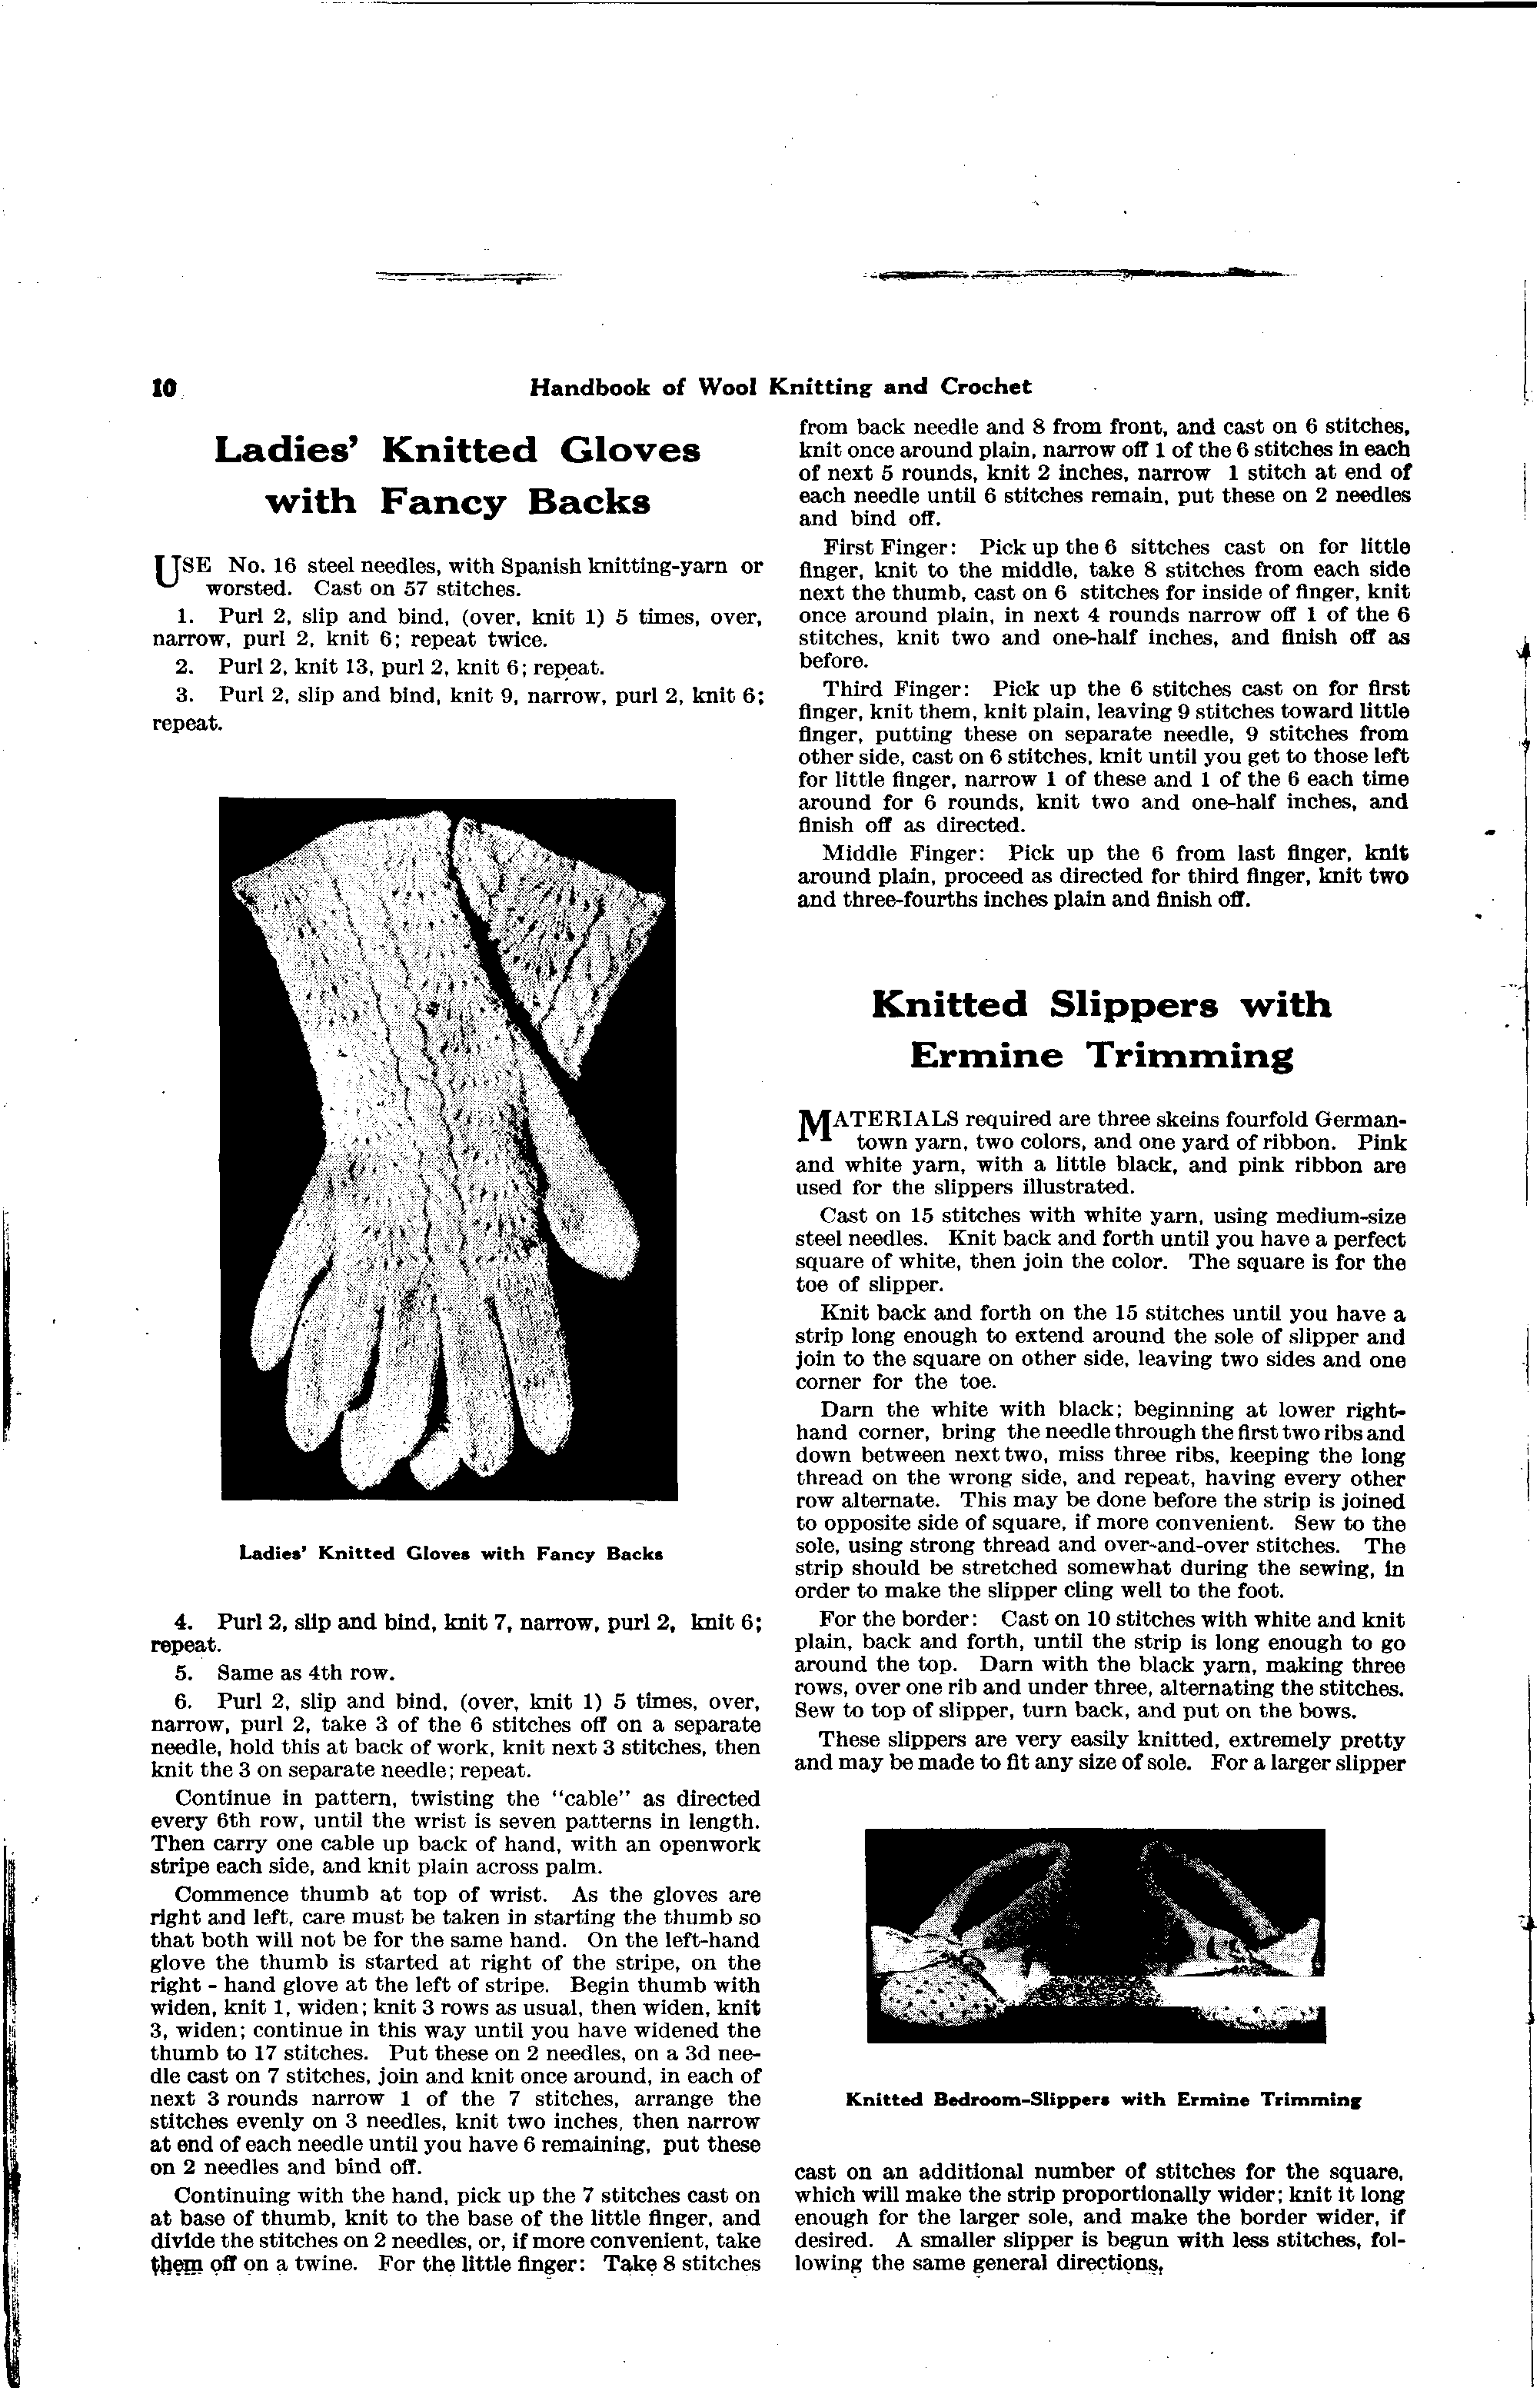 10
Handbook of Wool Knitting and Crochet
Ladies' Knitted Gloves
with Fancy Backs
USE No. 16 steel needles, with Spanish knitting-yarn or
worsted. Cast on 57 stitches.
1. Purl 2, slip and bind, (over, knit 1) 5 times, over,
narrow, purl 2, knit 6; repeat twice.
2. Purl 2, knit 13, purl 2, knit 6; repeat.
3. Purl 2, slip and bind, knit 9, narrow, purl 2, knit 6;
repeat.
Ladies' Knitted Gloves with Fancy Backs
4. Purl 2, slip and bind, knit 7, narrow, purl 2, knit 6;
repeat.
5. Same as 4th row.
6. Purl 2, slip and bind, (over, knit 1) 5 times, over,
narrow, purl 2, take 3 of the 6 stitches off on a separate
needle, hold this at back of work, knit next 3 stitches, then
knit the 3 on separate needle; repeat.
Continue in pattern, twisting the "cable" as directed
every 6th row, until the wrist is seven patterns in length.
Then carry one cable up back of hand, with an openwork
stripe each side, and knit plain across palm.
Commence thumb at top of wrist. As the gloves are
right and left, care must be taken in starting the thumb so
that both will not be for the same hand. On the left-hand
glove the thumb is started at right of the stripe, on the
right - hand glove at the left of stripe. Begin thumb with
widen, knit 1, widen; knit 3 rows as usual, then widen, knit
3, widen; continue in this way until you have widened the
thumb to 17 stitches. Put these on 2 needles, on a 3d nee-
dle cast on 7 stitches, join and knit once around, in each of
next 3 rounds narrow 1 of the 7 stitches, arrange the
stitches evenly on 3 needles, knit two inches, then narrow
at end of each needle until you have 6 remaining, put these
on 2 needles and bind off.
Continuing with the hand, pick up the 7 stitches cast on
at base of thumb, knit to the base of the little finger, and
divide the stitches on 2 needles, or, if more convenient, take
them off on a twine. For the little finger: Take 8 stitches
from back needle and 8 from front, and cast on 6 stitches,
knit once around plain, narrow off 1 of the 6 stitches in each
of next 5 rounds, knit 2 inches, narrow 1 stitch at end of
each needle until 6 stitches remain, put these on 2 needles
and bind off.
First Finger: Pick up the 6 sittches cast on for little
finger, knit to the middle, take 8 stitches from each side
next the thumb, cast on 6 stitches for inside of finger, knit
once around plain, in next 4 rounds narrow off 1 of the 6
stitches, knit two and one-half inches, and finish off as
before.
Third Finger: Pick up the 6 stitches cast on for first
finger, knit them, knit plain, leaving 9 stitches toward little
finger, putting these on separate needle, 9 stitches from
other side, cast on 6 stitches, knit until you get to those left
for little finger, narrow 1 of these and 1 of the 6 each time
around for 6 rounds, knit two and one-half inches, and
finish off as directed.
Middle Finger: Pick up the 6 from last finger, knit
around plain, proceed as directed for third finger, knit two
and three-fourths inches plain and finish off.
Knitted Slippers with
Ermine Trimming
MATERIALS required are three skeins fourfold German-
town yarn, two colors, and one yard of ribbon. Pink
and white yarn, with a little black, and pink ribbon are
used for the slippers illustrated.
Cast on 15 stitches with white yarn, using medium-size
steel needles. Knit back and forth until you have a perfect
square of white, then join the color. The square is for the
toe of slipper.
Knit back and forth on the 15 stitches until you have a
strip long enough to extend around the sole of slipper and
join to the square on other side, leaving two sides and one
corner for the toe.
Darn the white with black; beginning at lower right-
hand corner, bring the needle through the first two ribs and
down between next two, miss three ribs, keeping the long
thread on the wrong side, and repeat, having every other
row alternate. This may be done before the strip is joined
to opposite side of square, if more convenient. Sew to the
sole, using strong thread and over-and-over stitches. The
strip should be stretched somewhat during the sewing, in
order to make the slipper cling well to the foot.
For the border: Cast on 10 stitches with white and knit
plain, back and forth, until the strip is long enough to go
around the top. Darn with the black yarn, making three
rows, over one rib and under three, alternating the stitches.
Sew to top of slipper, turn back, and put on the bows.
These slippers are very easily knitted, extremely pretty
and may be made to fit any size of sole. For a larger slipper
Knitted Bedroom-Slippers with Ermine Trimming
cast on an additional number of stitches for the square,
which will make the strip proportionally wider; knit it long
enough for the larger sole, and make the border wider, if
desired. A smaller slipper is begun with less stitches, fol-
lowing the same general directions.